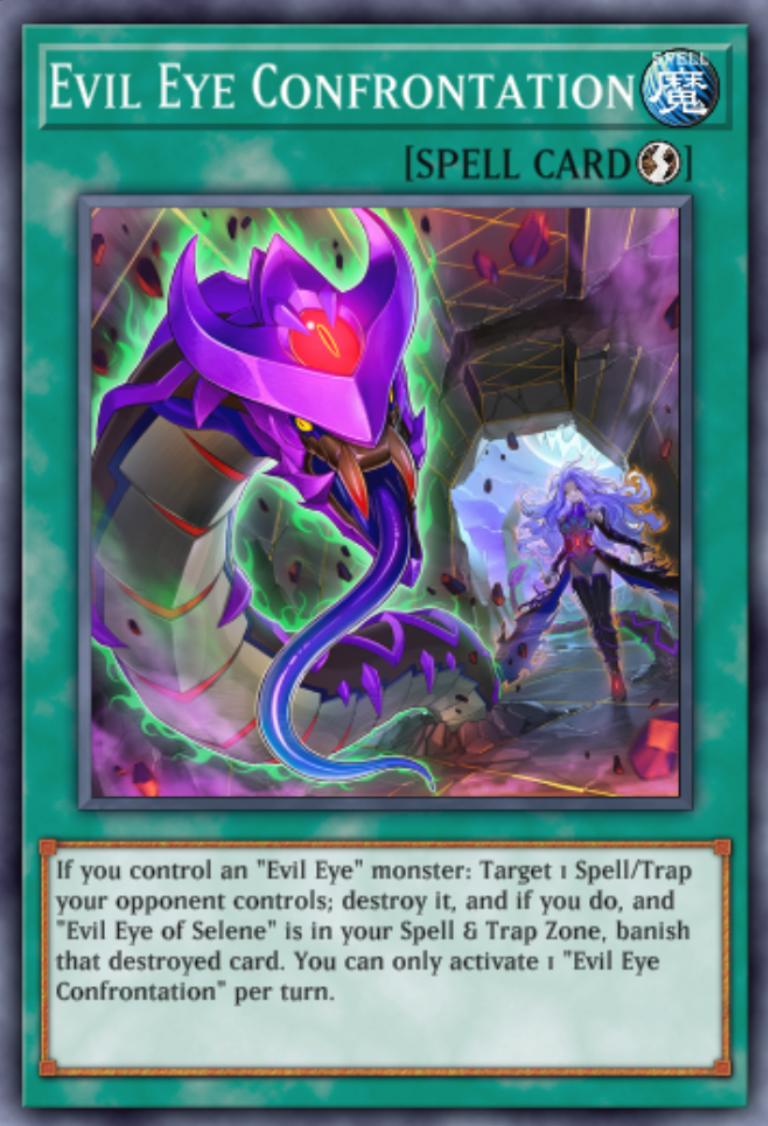 EVIL EYE CONFRONTATION
SPELL
魔
[SPELL CARD]
If you control an "Evil Eye" monster: Target 1 Spell/Trap
your opponent controls; destroy it, and if you do, and
"Evil Eye of Selene" is in your Spell & Trap Zone, banish
that destroyed card. You can only activate 1 "Evil Eye
Confrontation" per turn.